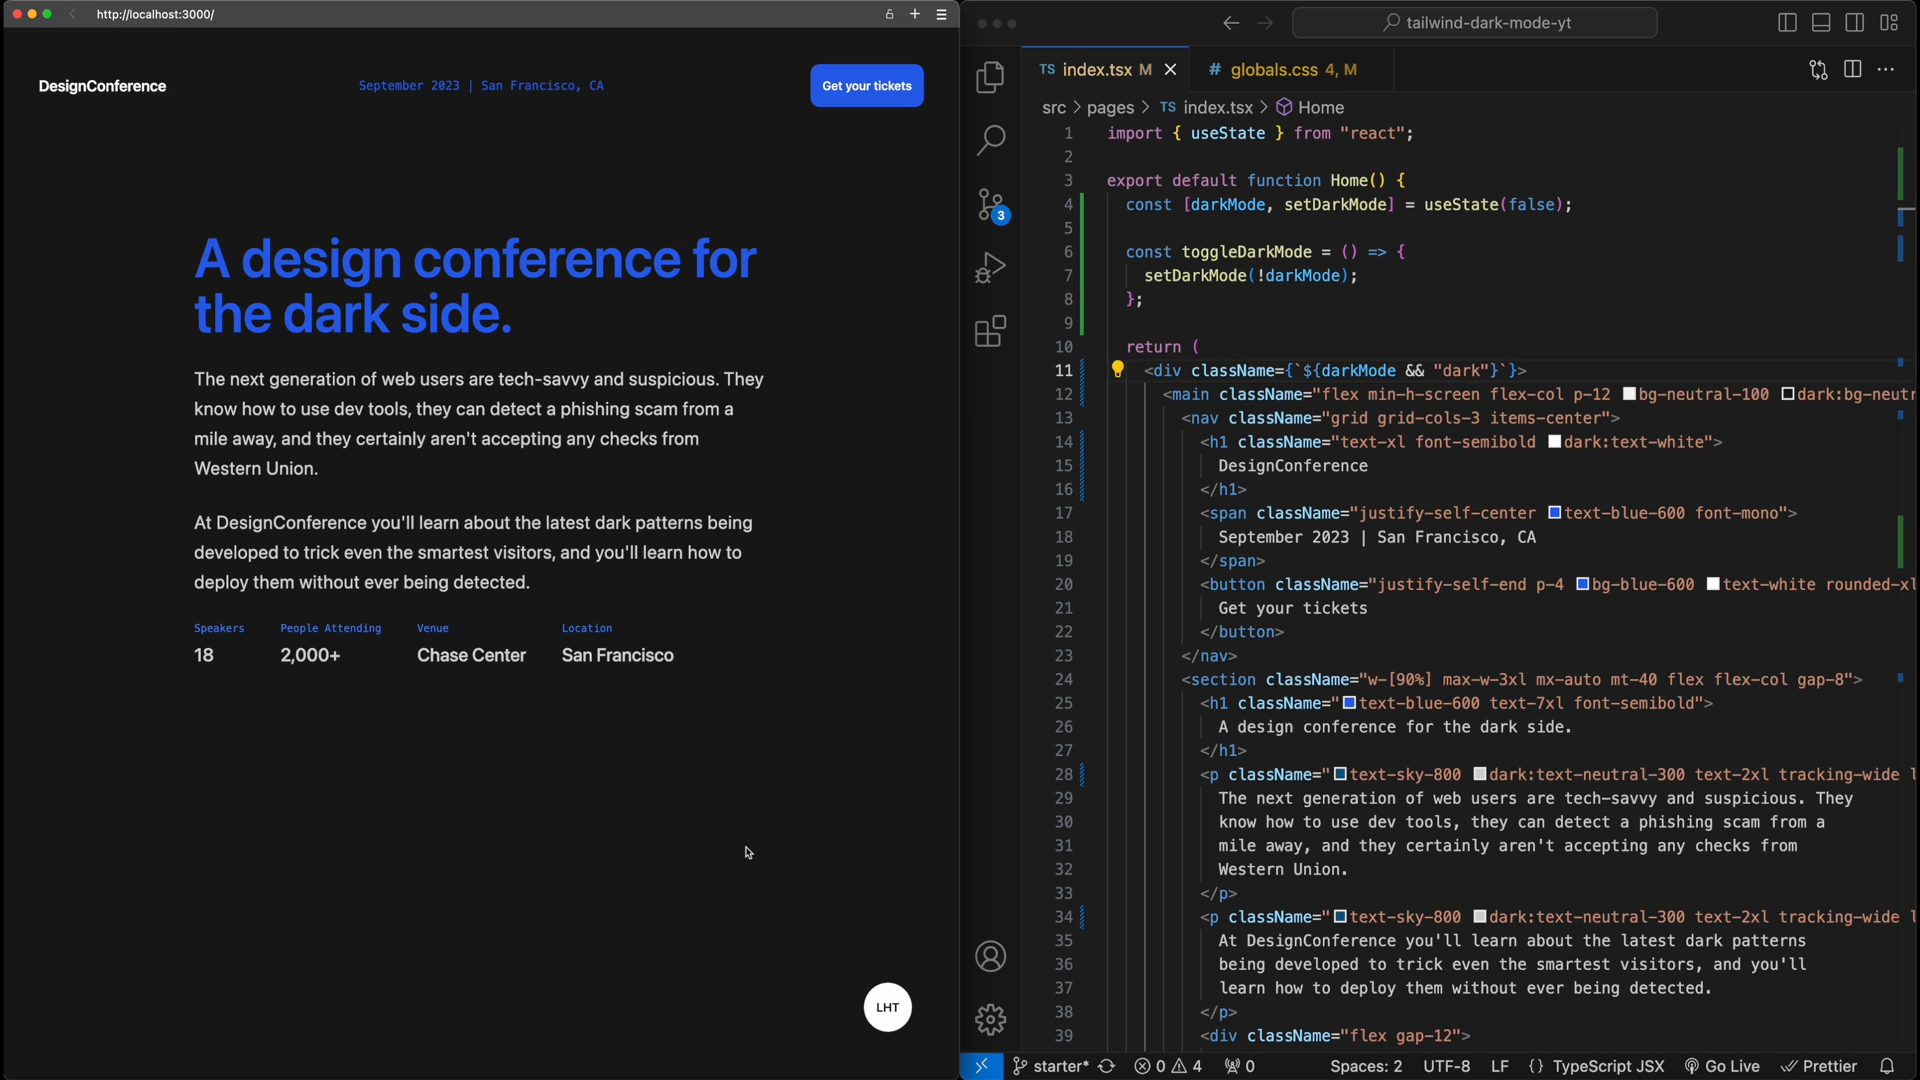 http://localhost:3000/
DesignConference
September 2023 | San Francisco, CA
Get your tickets
A design conference for
the dark side.
The next generation of web users are tech-savvy and suspicious. They
know how to use dev tools, they can detect a phishing scam from a
mile away, and they certainly aren't accepting any checks from
Western Union.
At DesignConference you'll learn about the latest dark patterns being
developed to trick even the smartest visitors, and you'll learn how to
deploy them without ever being detected.
Speakers People Attending Venue Location
18 2,000+ Chase Center San Francisco
LHT
tailwind-dark-mode-yt
TS index.tsx M
# globals.css 4, M
src > pages > TS index.tsx > Home
3
1 import { useState } from "react";
2
3 export default function Home() {
4 const [darkMode, setDarkMode] = useState(false);
5
6 const toggleDarkMode = () => {
7 setDarkMode(!darkMode);
8 };
9
10 return (
11 <div className={`${darkMode && "dark"}`}>
12 <main className="flex min-h-screen flex-col p-12 bg-neutral-100 dark:bg-neutr
13 <nav className="grid grid-cols-3 items-center">
14 <h1 className="text-xl font-semibold dark:text-white">
15 DesignConference
16 </h1>
17 <span className="justify-self-center text-blue-600 font-mono">
18 September 2023 | San Francisco, CA
19 </span>
20 <button className="justify-self-end p-4 bg-blue-600 text-white rounded-xl
21 Get your tickets
22 </button>
23 </nav>
24 <section className="w-[90%] max-w-3xl mx-auto mt-40 flex flex-col gap-8">
25 <h1 className="text-blue-600 text-7xl font-semibold">
26 A design conference for the dark side.
27 </h1>
28 <p className="text-sky-800 dark:text-neutral-300 text-2xl tracking-wide l
29 The next generation of web users are tech-savvy and suspicious. They
30 know how to use dev tools, they can detect a phishing scam from a
31 mile away, and they certainly aren't accepting any checks from
32 Western Union.
33 </p>
34 <p className="text-sky-800 dark:text-neutral-300 text-2xl tracking-wide l
35 At DesignConference you'll learn about the latest dark patterns
36 being developed to trick even the smartest visitors, and you'll
37 learn how to deploy them without ever being detected.
38 </p>
39 <div className="flex gap-12">
starter* 0 4 0 Spaces: 2 UTF-8 LF {} TypeScript JSX Go Live Prettier